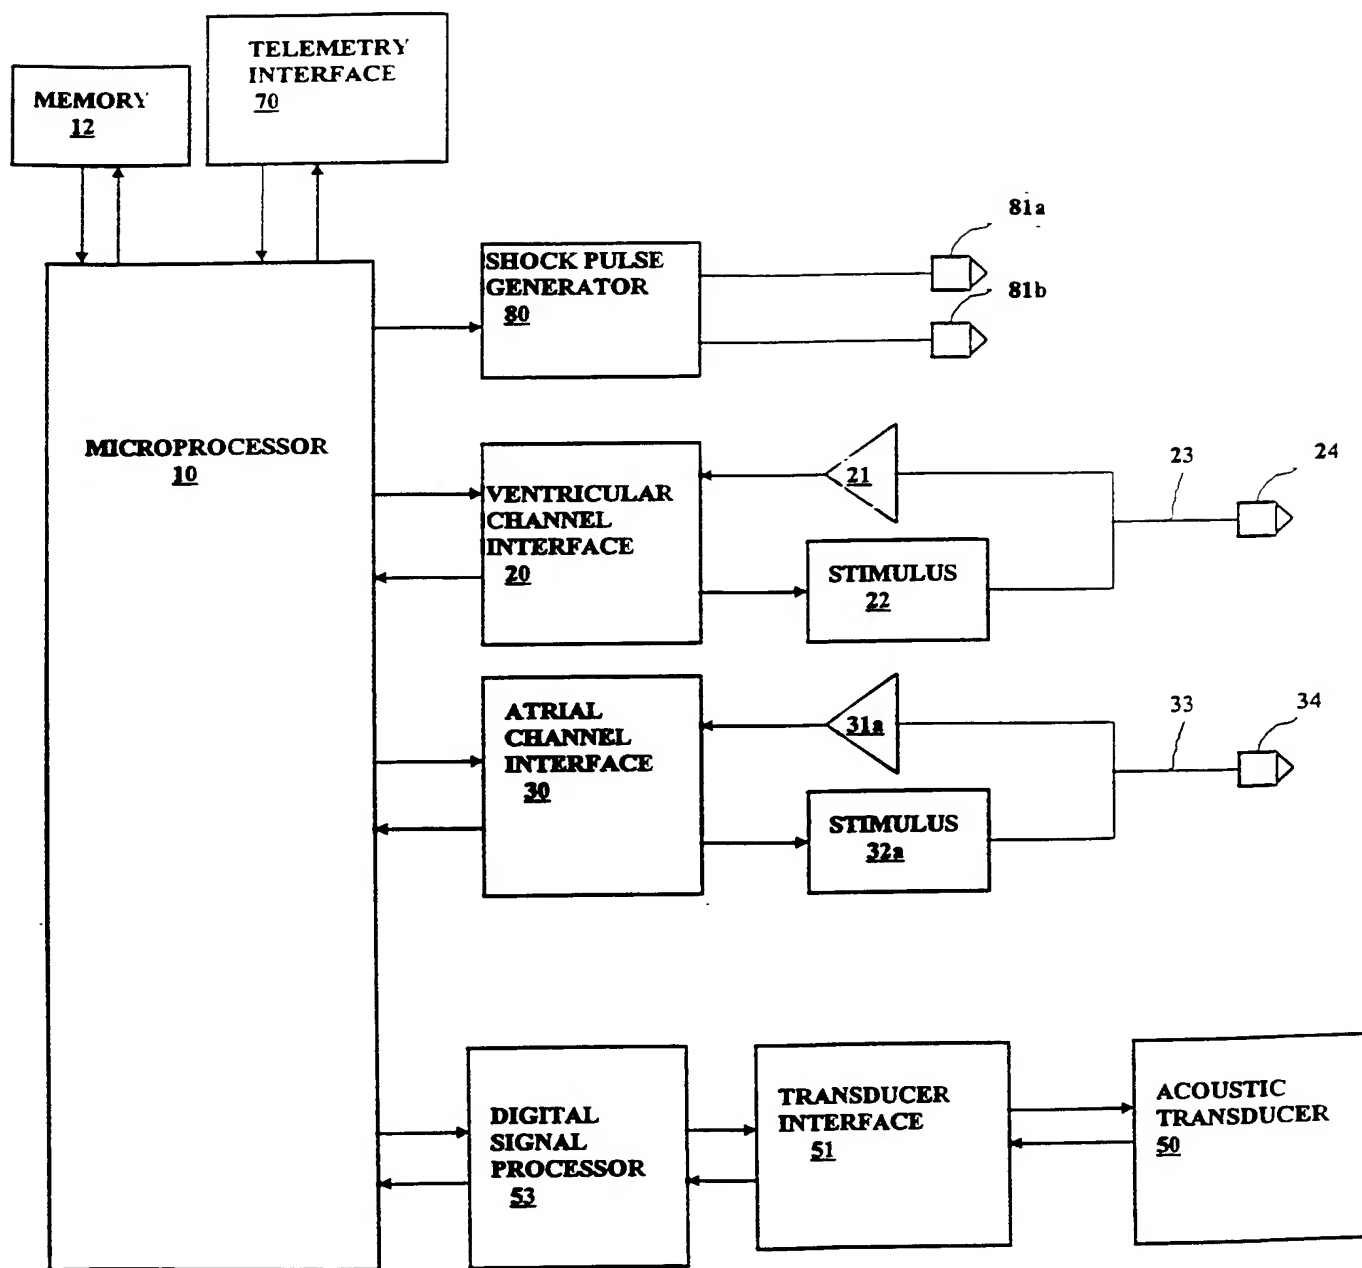 TELEMETRY
INTERFACE
70
MEMORY
12
81a
SHOCK PULSE
GENERATOR
80
81b
MICROPROCESSOR
10
VENTRICULAR
CHANNEL
INTERFACE
20
21
23
24
STIMULUS
22
ATRIAL
CHANNEL
INTERFACE
30
31a
33
34
STIMULUS
32a
DIGITAL
SIGNAL
PROCESSOR
53
TRANSDUCER
INTERFACE
51
ACOUSTIC
TRANSDUCER
50